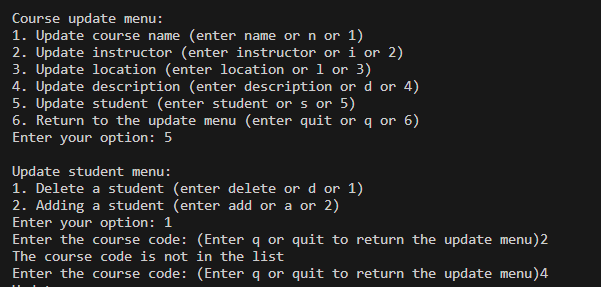 Course update menu:
1. Update course name (enter name or n or 1)
2. Update instructor (enter instructor or i or 2)
3. Update location (enter location or l or 3)
4. Update description (enter description or d or 4)
5. Update student (enter student or s or 5)
6. Return to the update menu (enter quit or q or 6)
Enter your option: 5
Update student menu:
1. Delete a student (enter delete or d or 1)
2. Adding a student (enter add or a or 2)
Enter your option: 1
Enter the course code: (Enter q or quit to return the update menu)2
The course code is not in the list
Enter the course code: (Enter q or quit to return the update menu)4